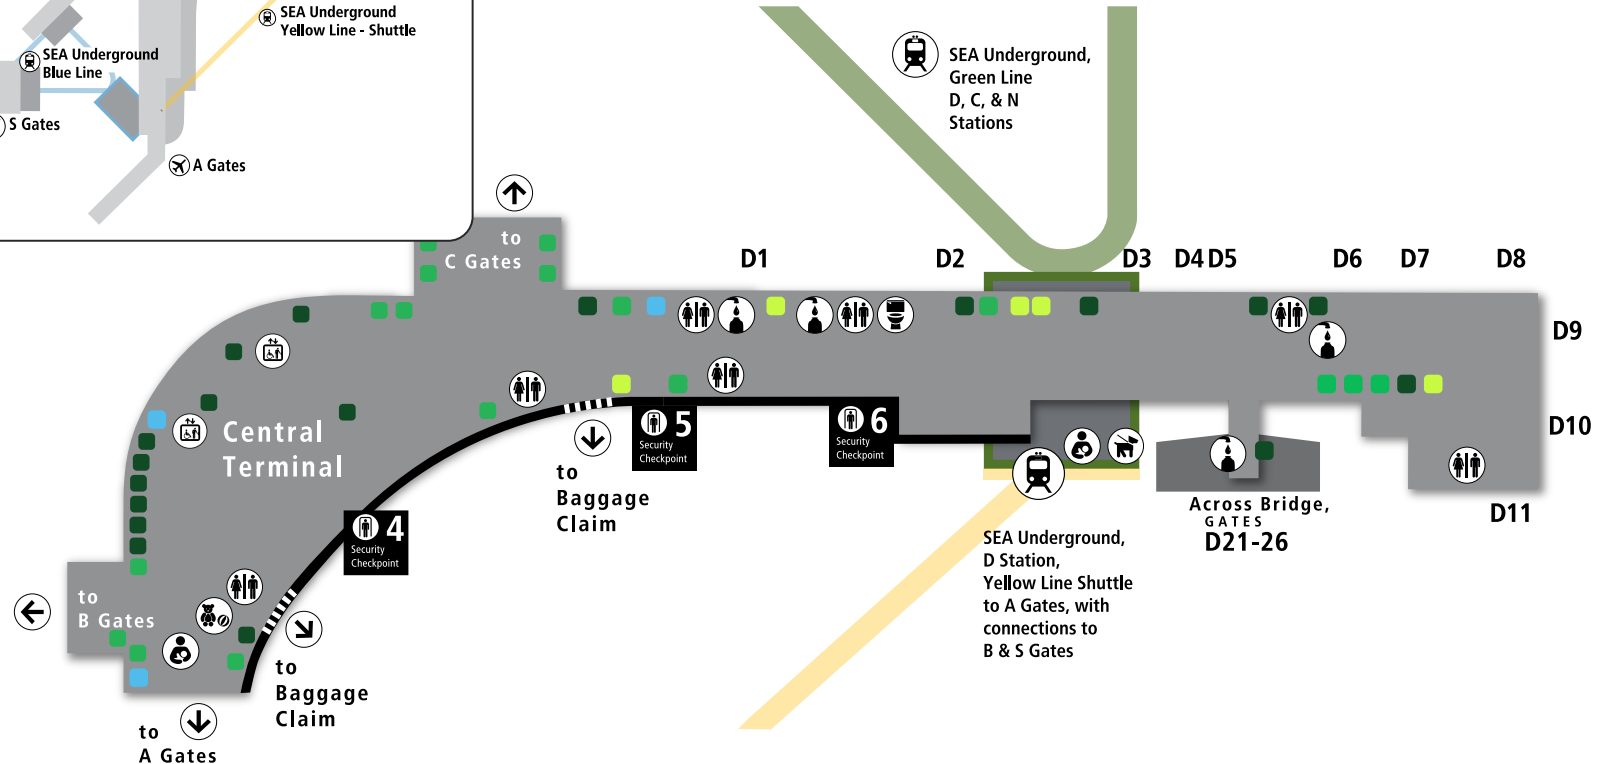 SEA Underground
Yellow Line - Shuttle
SEA Underground
Blue Line
S Gates
A Gates
SEA Underground,
Green Line
D, C, & N
Stations
to
C Gates
D1
D2
D3
D4
D5
D6
D7
D8
D9
D10
D11
Central
Terminal
5
Security
Checkpoint
6
Security
Checkpoint
4
Security
Checkpoint
to
Baggage
Claim
Across Bridge,
GATES
D21-26
SEA Underground,
D Station,
Yellow Line Shuttle
to A Gates, with
connections to
B & S Gates
to
B Gates
to
Baggage
Claim
to
A Gates